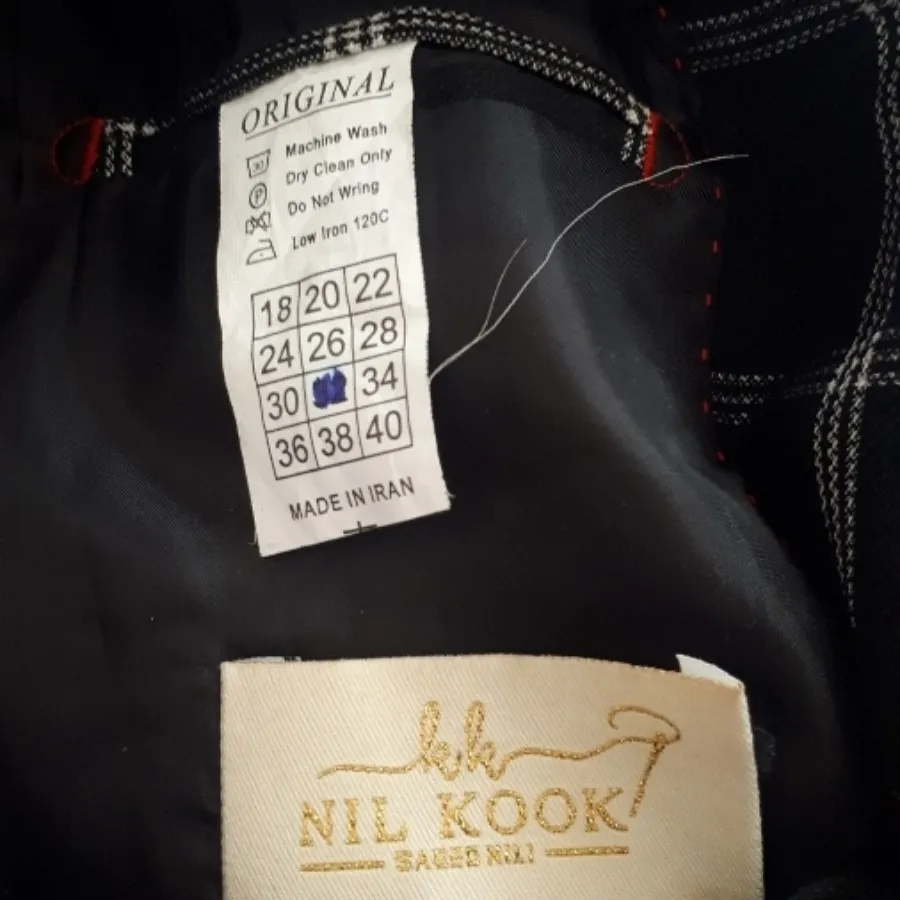 ORIGINAL
Machine Wash
Dry Clean Only
Do Not Wring
Low Iron 120C
30
P
18 20 22
24 26 28
30 34
36 38 40
MADE IN IRAN
kk
NIL KOOK
SAEED NILI